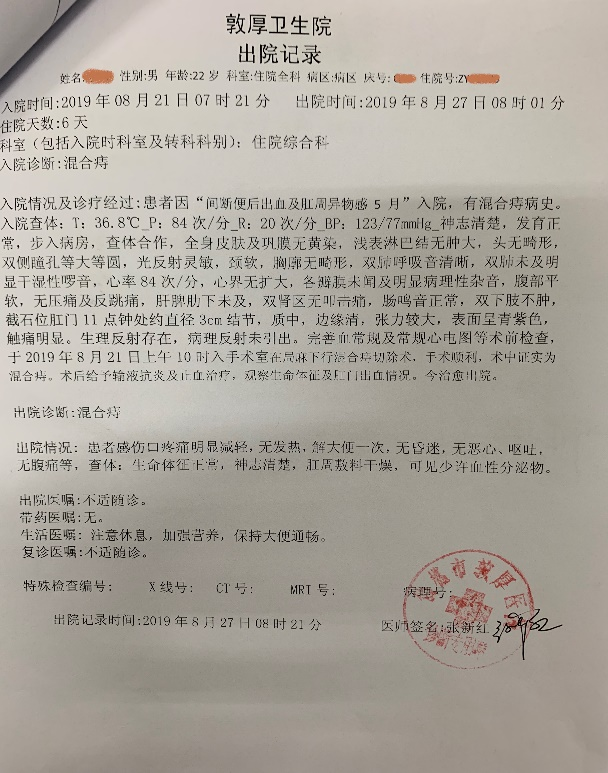 敦厚卫生院
出院记录
姓名: 性别:男 年龄:22 岁 科室:住院全科 病区:病区 床号: 住院号:ZY
入院时间:2019 年 08 月 21 日 07 时 21 分 出院时间:2019 年 8 月 27 日 08 时 01 分
住院天数:6 天
科室（包括入院时科室及转科科别）: 住院综合科
入院诊断:混合痔
入院情况及诊疗经过:患者因“间断便后出血及肛周异物感 5 月”入院，有混合痔病史。
入院查体: T: 36.8℃_P: 84 次/分_R: 20 次/分_BP: 123/77mmHg_神志清楚，发育正
常，步入病房，查体合作，全身皮肤及巩膜无黄染，浅表淋巴结无肿大，头无畸形，
双侧瞳孔等大等圆，光反射灵敏，颈软，胸廓无畸形，双肺呼吸音清晰，双肺未及明
显干湿性啰音，心率 84 次/分，心界无扩大，各瓣膜未闻及明显病理性杂音，腹部平
软，无压痛及反跳痛，肝脾肋下未及，双肾区无叩击痛，肠鸣音正常，双下肢不肿，
截石位肛门 11 点钟处约直径 3cm 结节，质中，边缘清，张力较大，表面呈青紫色，
触痛明显。生理反射存在，病理反射未引出。完善血常规及常规心电图等术前检查，
于 2019 年 8 月 21 日上午 10 时入手术室在局麻下行混合痔切除术，手术顺利，术中证实为
混合痔。术后给予输液抗炎及止血治疗，观察生命体征及肛门出血情况。今治愈出院。
出院诊断:混合痔
出院情况: 患者感伤口疼痛明显减轻，无发热，解大便一次，无昏迷，无恶心、呕吐，
无腹痛等，查体: 生命体征正常，神志清楚，肛周敷料干燥，可见少许血性分泌物。
出院医嘱:不适随诊。
带药医嘱:无。
生活医嘱: 注意休息，加强营养，保持大便通畅。
复诊医嘱:不适随诊。
特殊检查编号: X 线号: CT 号: MRT 号: 病理号:
出院记录时间:2019 年 8 月 27 日 08 时 21 分 医师签名:张新红